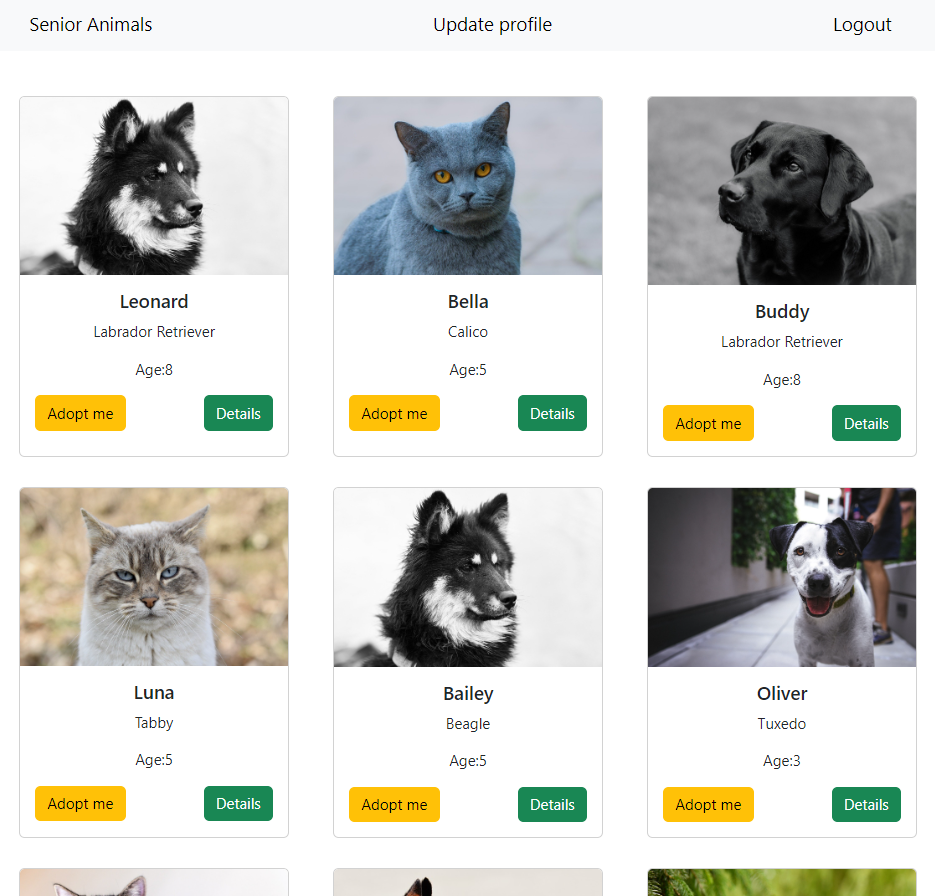 Senior Animals Update profile Logout
Leonard
Labrador Retriever
Age:8
Adopt me Details
Bella
Calico
Age:5
Adopt me Details
Buddy
Labrador Retriever
Age:8
Adopt me Details
Luna
Tabby
Age:5
Adopt me Details
Bailey
Beagle
Age:5
Adopt me Details
Oliver
Tuxedo
Age:3
Adopt me Details